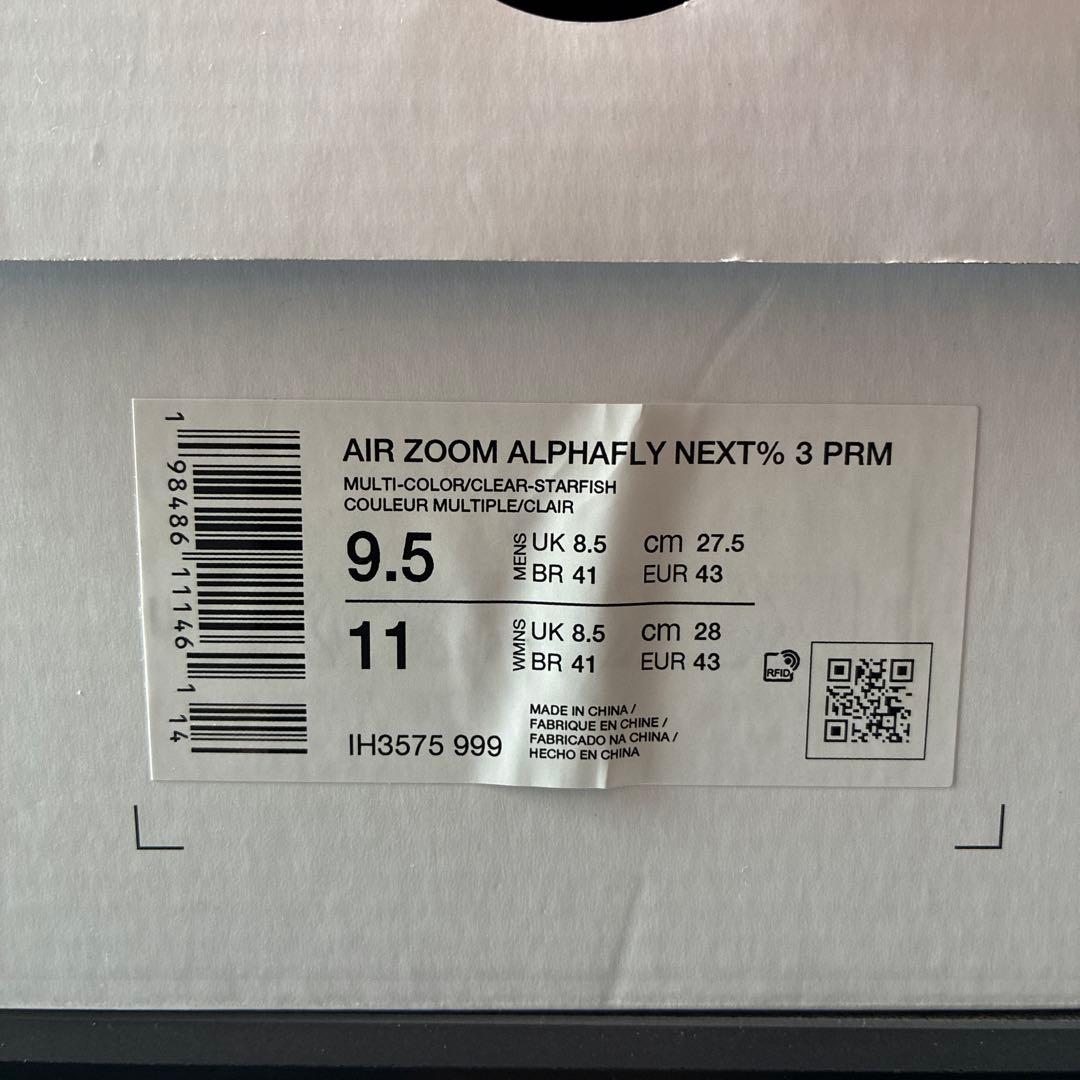 1 98486 11146 1 14
AIR ZOOM ALPHAFLY NEXT% 3 PRM
MULTI-COLOR/CLEAR-STARFISH
COULEUR MULTIPLE/CLAIR
9.5 MENS UK 8.5 cm 27.5
BR 41 EUR 43
11 WMNS UK 8.5 cm 28
BR 41 EUR 43
RFID
IH3575 999
MADE IN CHINA /
FABRIQUE EN CHINE /
FABRICADO NA CHINA /
HECHO EN CHINA